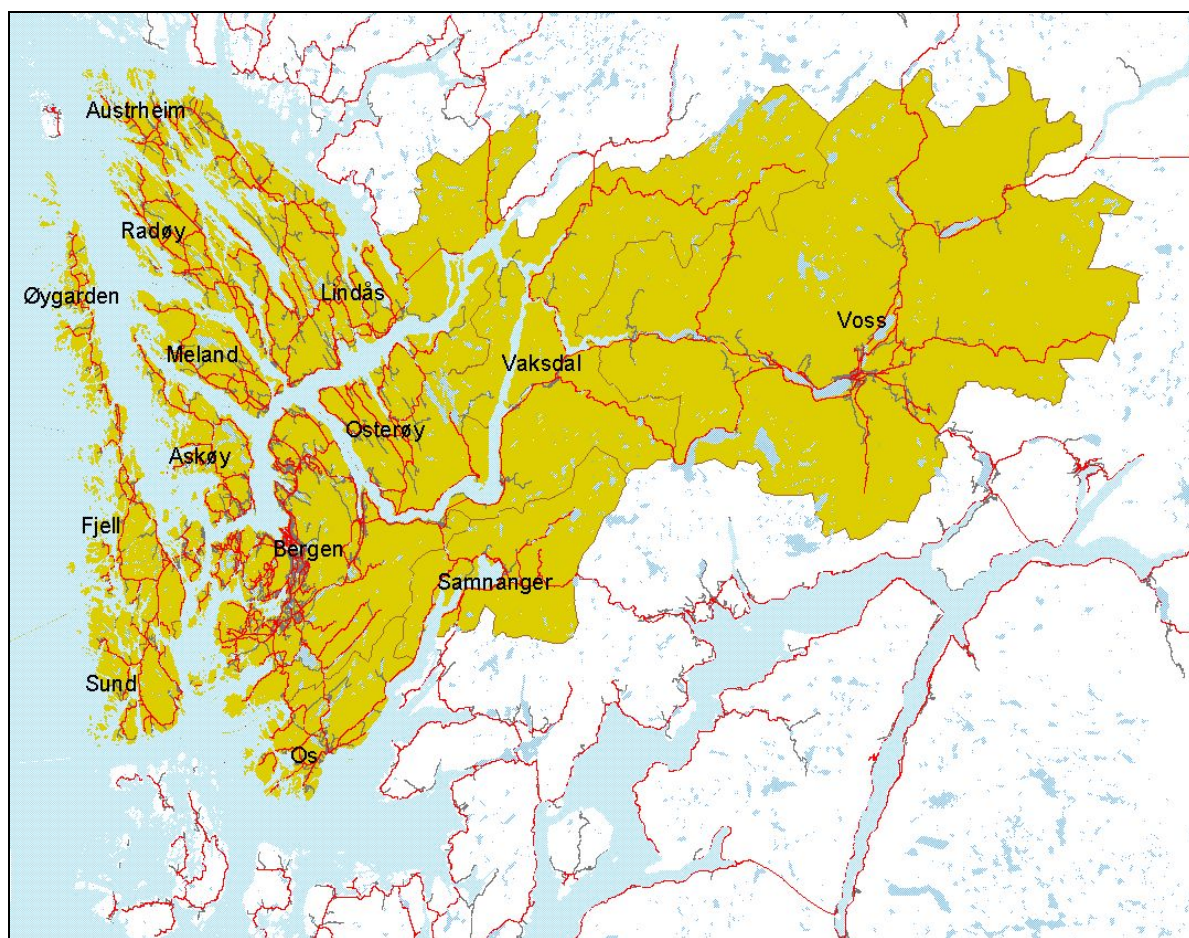 Austrheim
Radøy
Øygarden
Lindås
Voss
Meland
Vaksdal
Osterøy
Askøy
Fjell
Bergen
Samnanger
Sund
Os